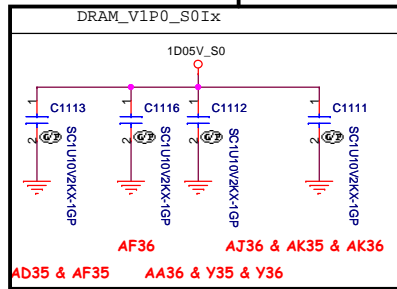 DRAM_V1P0_S0Ix
1D05V_S0
1 C1113
1 C1116
1 C1112
1 C1111
2 SC1U10V2KX-1GP
2 SC1U10V2KX-1GP
2 SC1U10V2KX-1GP
2 SC1U10V2KX-1GP
AF36
AJ36 & AK35 & AK36
AD35 & AF35
AA36 & Y35 & Y36